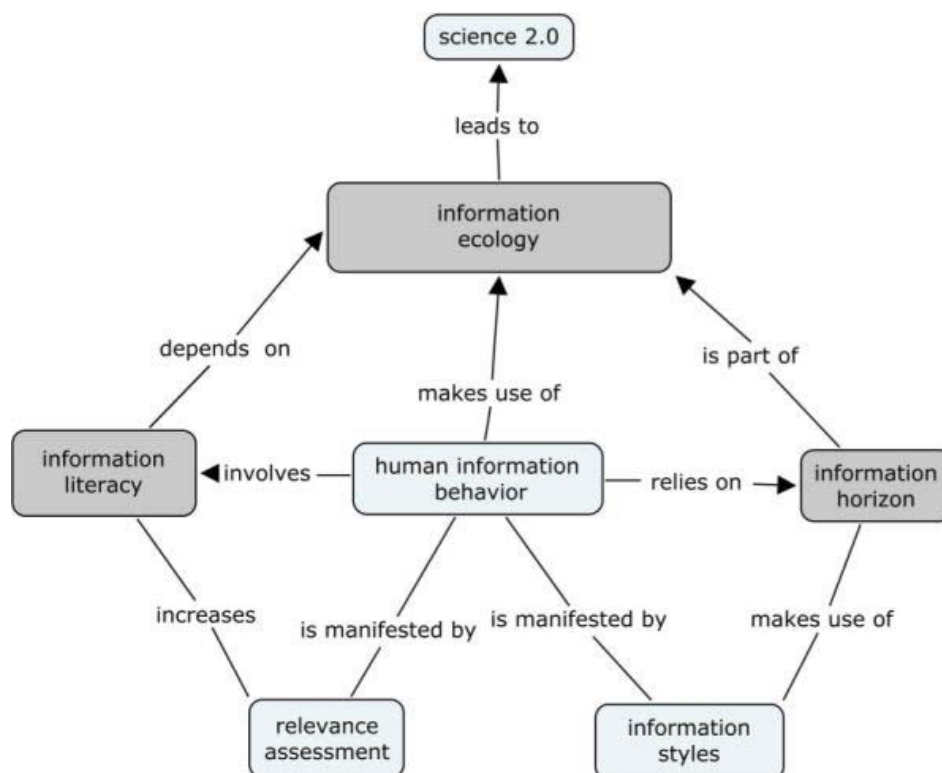 science 2.0
leads to
information
ecology
depends on
is part of
makes use of
information
literacy
involves
human information
behavior
relies on
information
horizon
increases
is manifested by
is manifested by
makes use of
relevance
assessment
information
styles